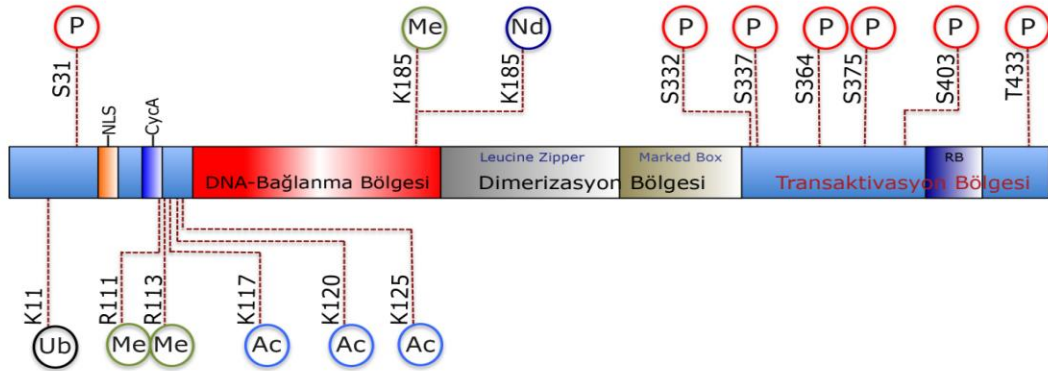 P
Me
Nd
P
P
P
P
P
P
S31
K185
K185
S332
S337
S364
S375
S403
T433
NLS
CycA
Leucine Zipper
Marked Box
RB
DNA-Bağlanma Bölgesi
Dimerizasyon Bölgesi
Transaktivasyon Bölgesi
K11
R111
R113
K117
K120
K125
Ub
Me
Me
Ac
Ac
Ac